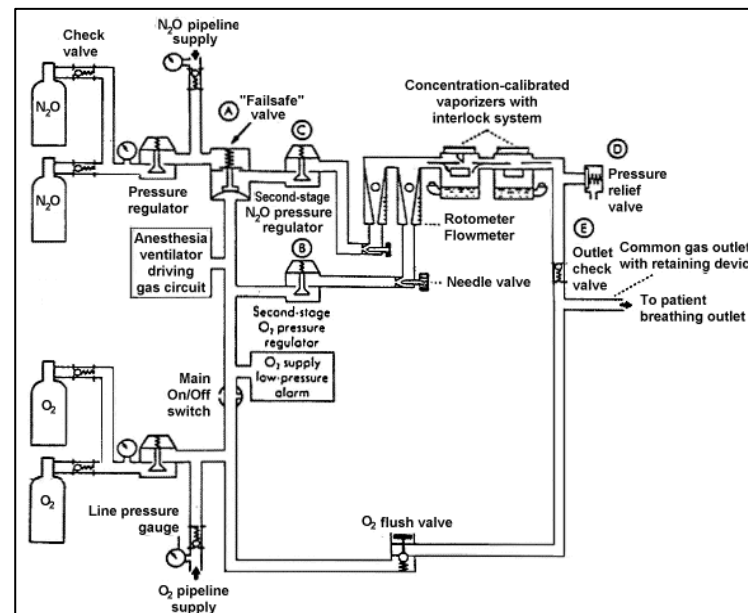 Check
valve
N₂O pipeline
supply
"Failsafe"
valve
A
C
Concentration-calibrated
vaporizers with
interlock system
D
N₂O
N₂O
Pressure
regulator
Second-stage
N₂O pressure
regulator
Pressure
relief
valve
Rotometer
Flowmeter
E
Outlet
check
valve
Common gas outlet
with retaining device
Anesthesia
ventilator
driving
gas circuit
B
Needle valve
To patient
breathing outlet
Second-stage
O₂ pressure
regulator
O₂ supply
low-pressure
alarm
Main
On/Off
switch
O₂
O₂
Line pressure
gauge
O₂ flush valve
O₂ pipeline
supply